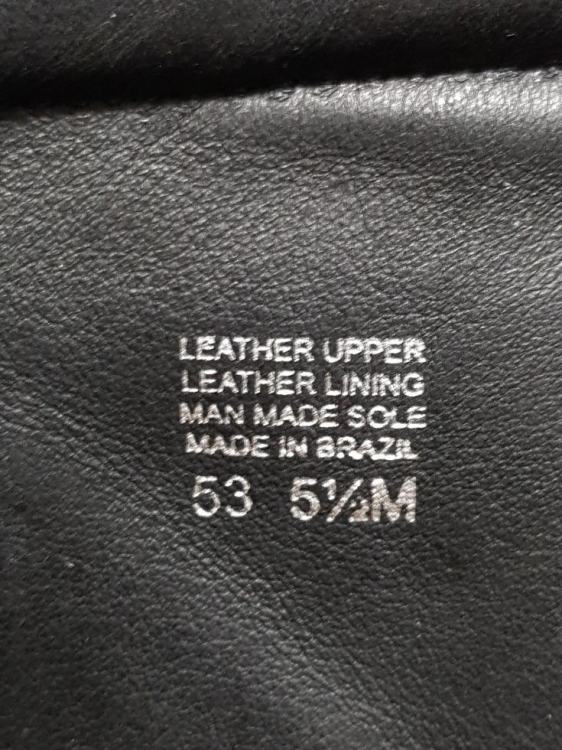 LEATHER UPPER
LEATHER LINING
MAN MADE SOLE
MADE IN BRAZIL
53 5½M